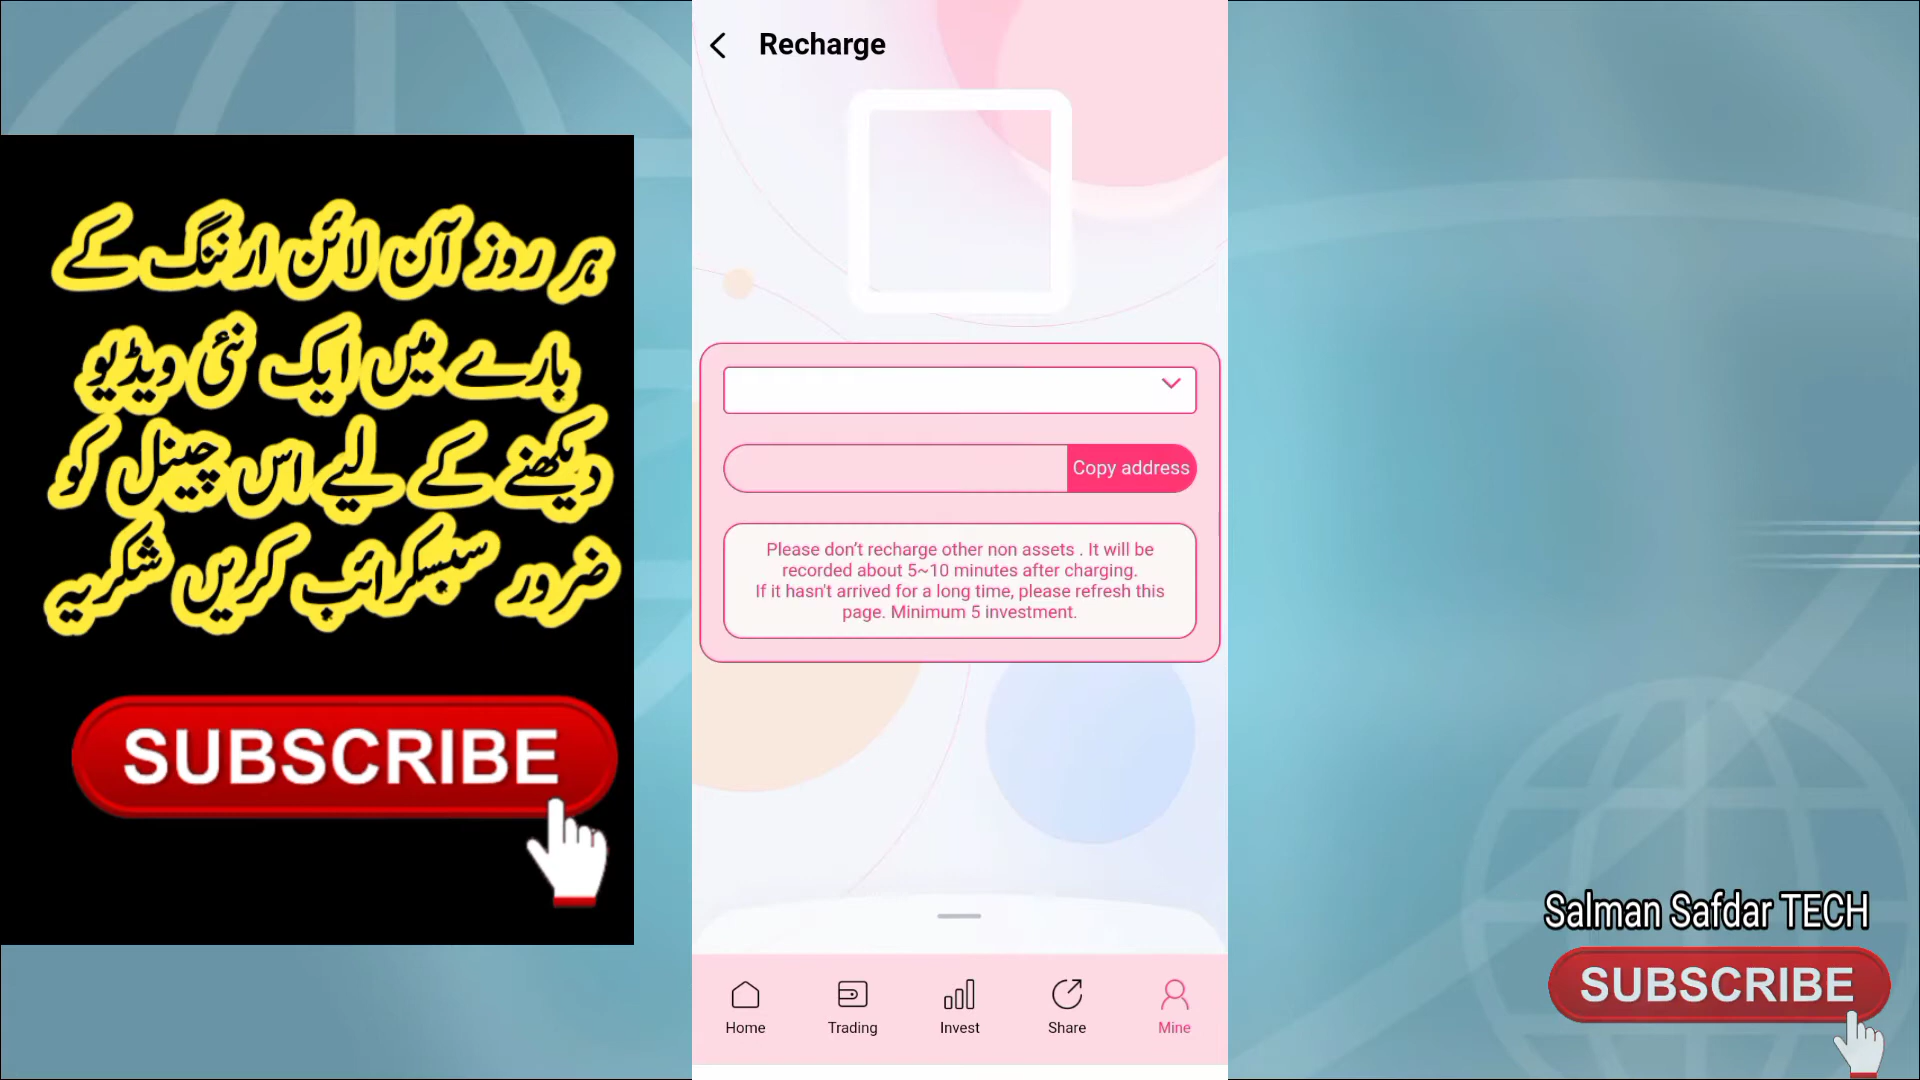 ہر روز آن لائن ارننگ کے
بارے میں ایک نئی ویڈیو
دیکھنے کے لیے اس چینل کو
ضرور سبسکرائب کریں شکریہ
SUBSCRIBE
Recharge
Copy address
Please don't recharge other non assets . It will be
recorded about 5~10 minutes after charging.
If it hasn't arrived for a long time, please refresh this
page. Minimum 5 investment.
Home
Trading
Invest
Share
Mine
Salman Safdar TECH
SUBSCRIBE